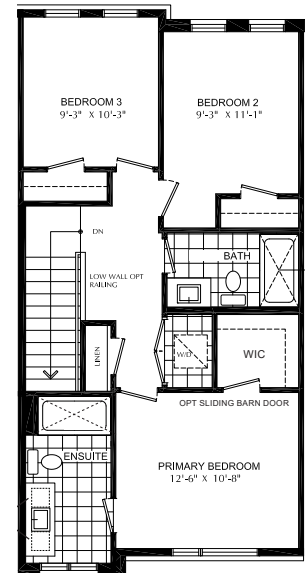 BEDROOM 3
9'-3" X 10'-3"
BEDROOM 2
9'-3" X 11'-1"
DN
LOW WALL OPT
RAILING
BATH
LINEN
W/D
WIC
OPT SLIDING BARN DOOR
ENSUITE
PRIMARY BEDROOM
12'-6" X 10'-8"